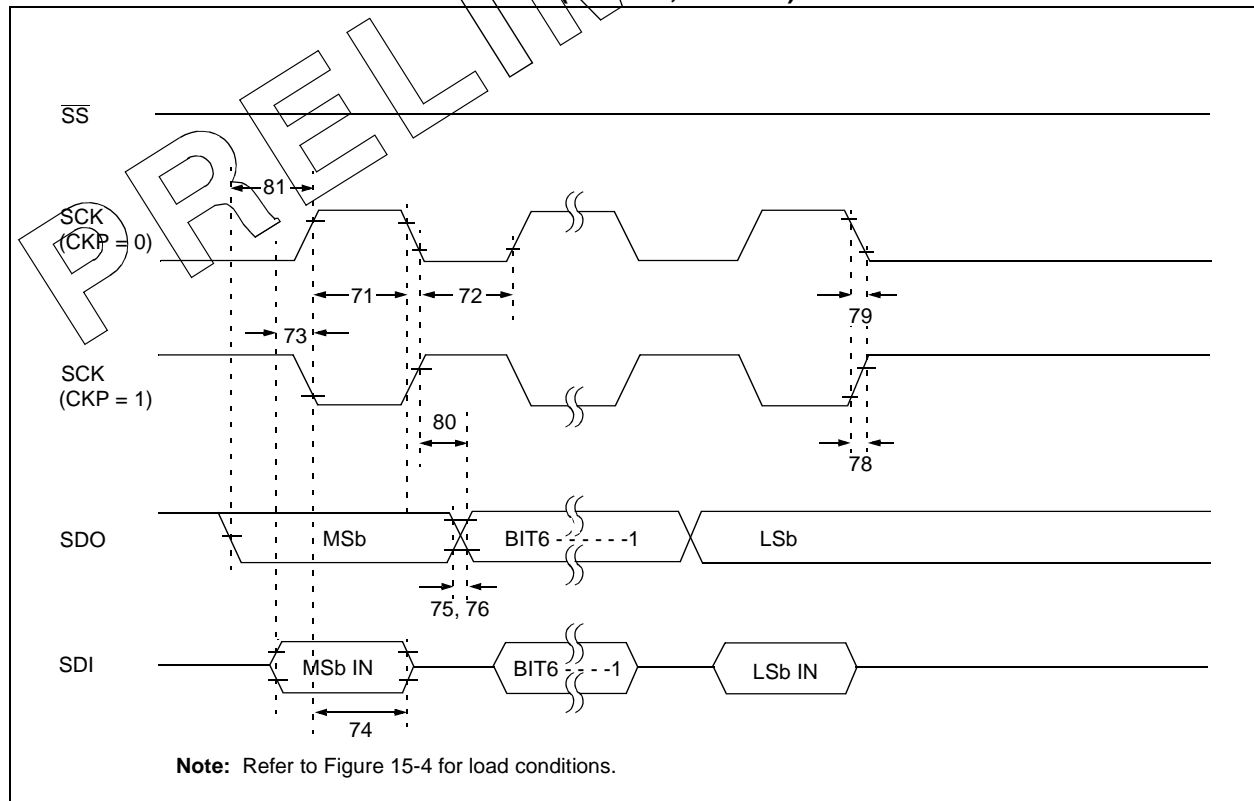 SS
81
SCK
(CKP = 0)
71
72
79
73
SCK
(CKP = 1)
80
78
SDO
MSb
BIT6 - - - - - -1
LSb
75, 76
SDI
MSb IN
BIT6 - - - -1
LSb IN
74
Note: Refer to Figure 15-4 for load conditions.
PRELIN